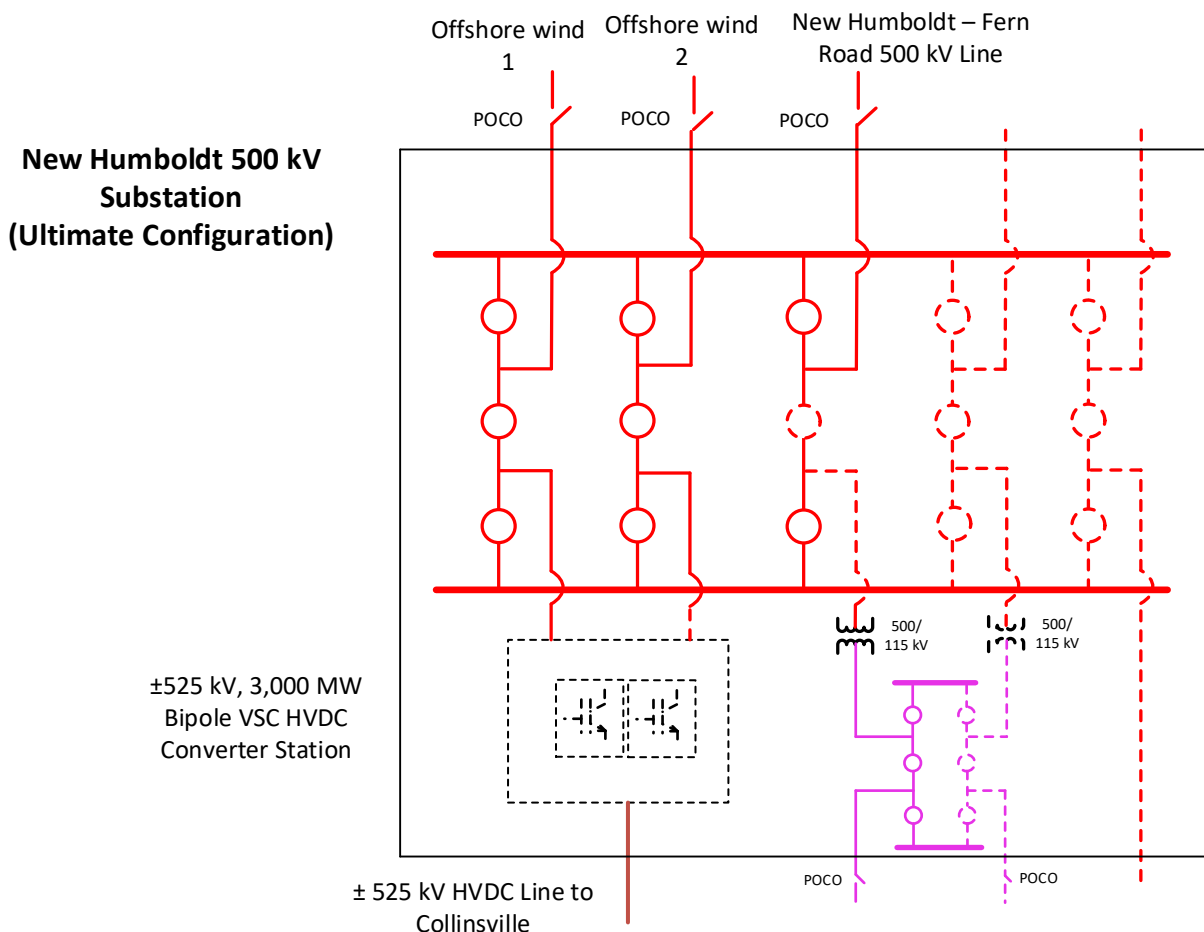 Offshore wind
1
Offshore wind
2
New Humboldt – Fern
Road 500 kV Line
POCO
POCO
POCO
New Humboldt 500 kV
Substation
(Ultimate Configuration)
500/
115 kV
500/
115 kV
±525 kV, 3,000 MW
Bipole VSC HVDC
Converter Station
POCO
POCO
± 525 kV HVDC Line to
Collinsville